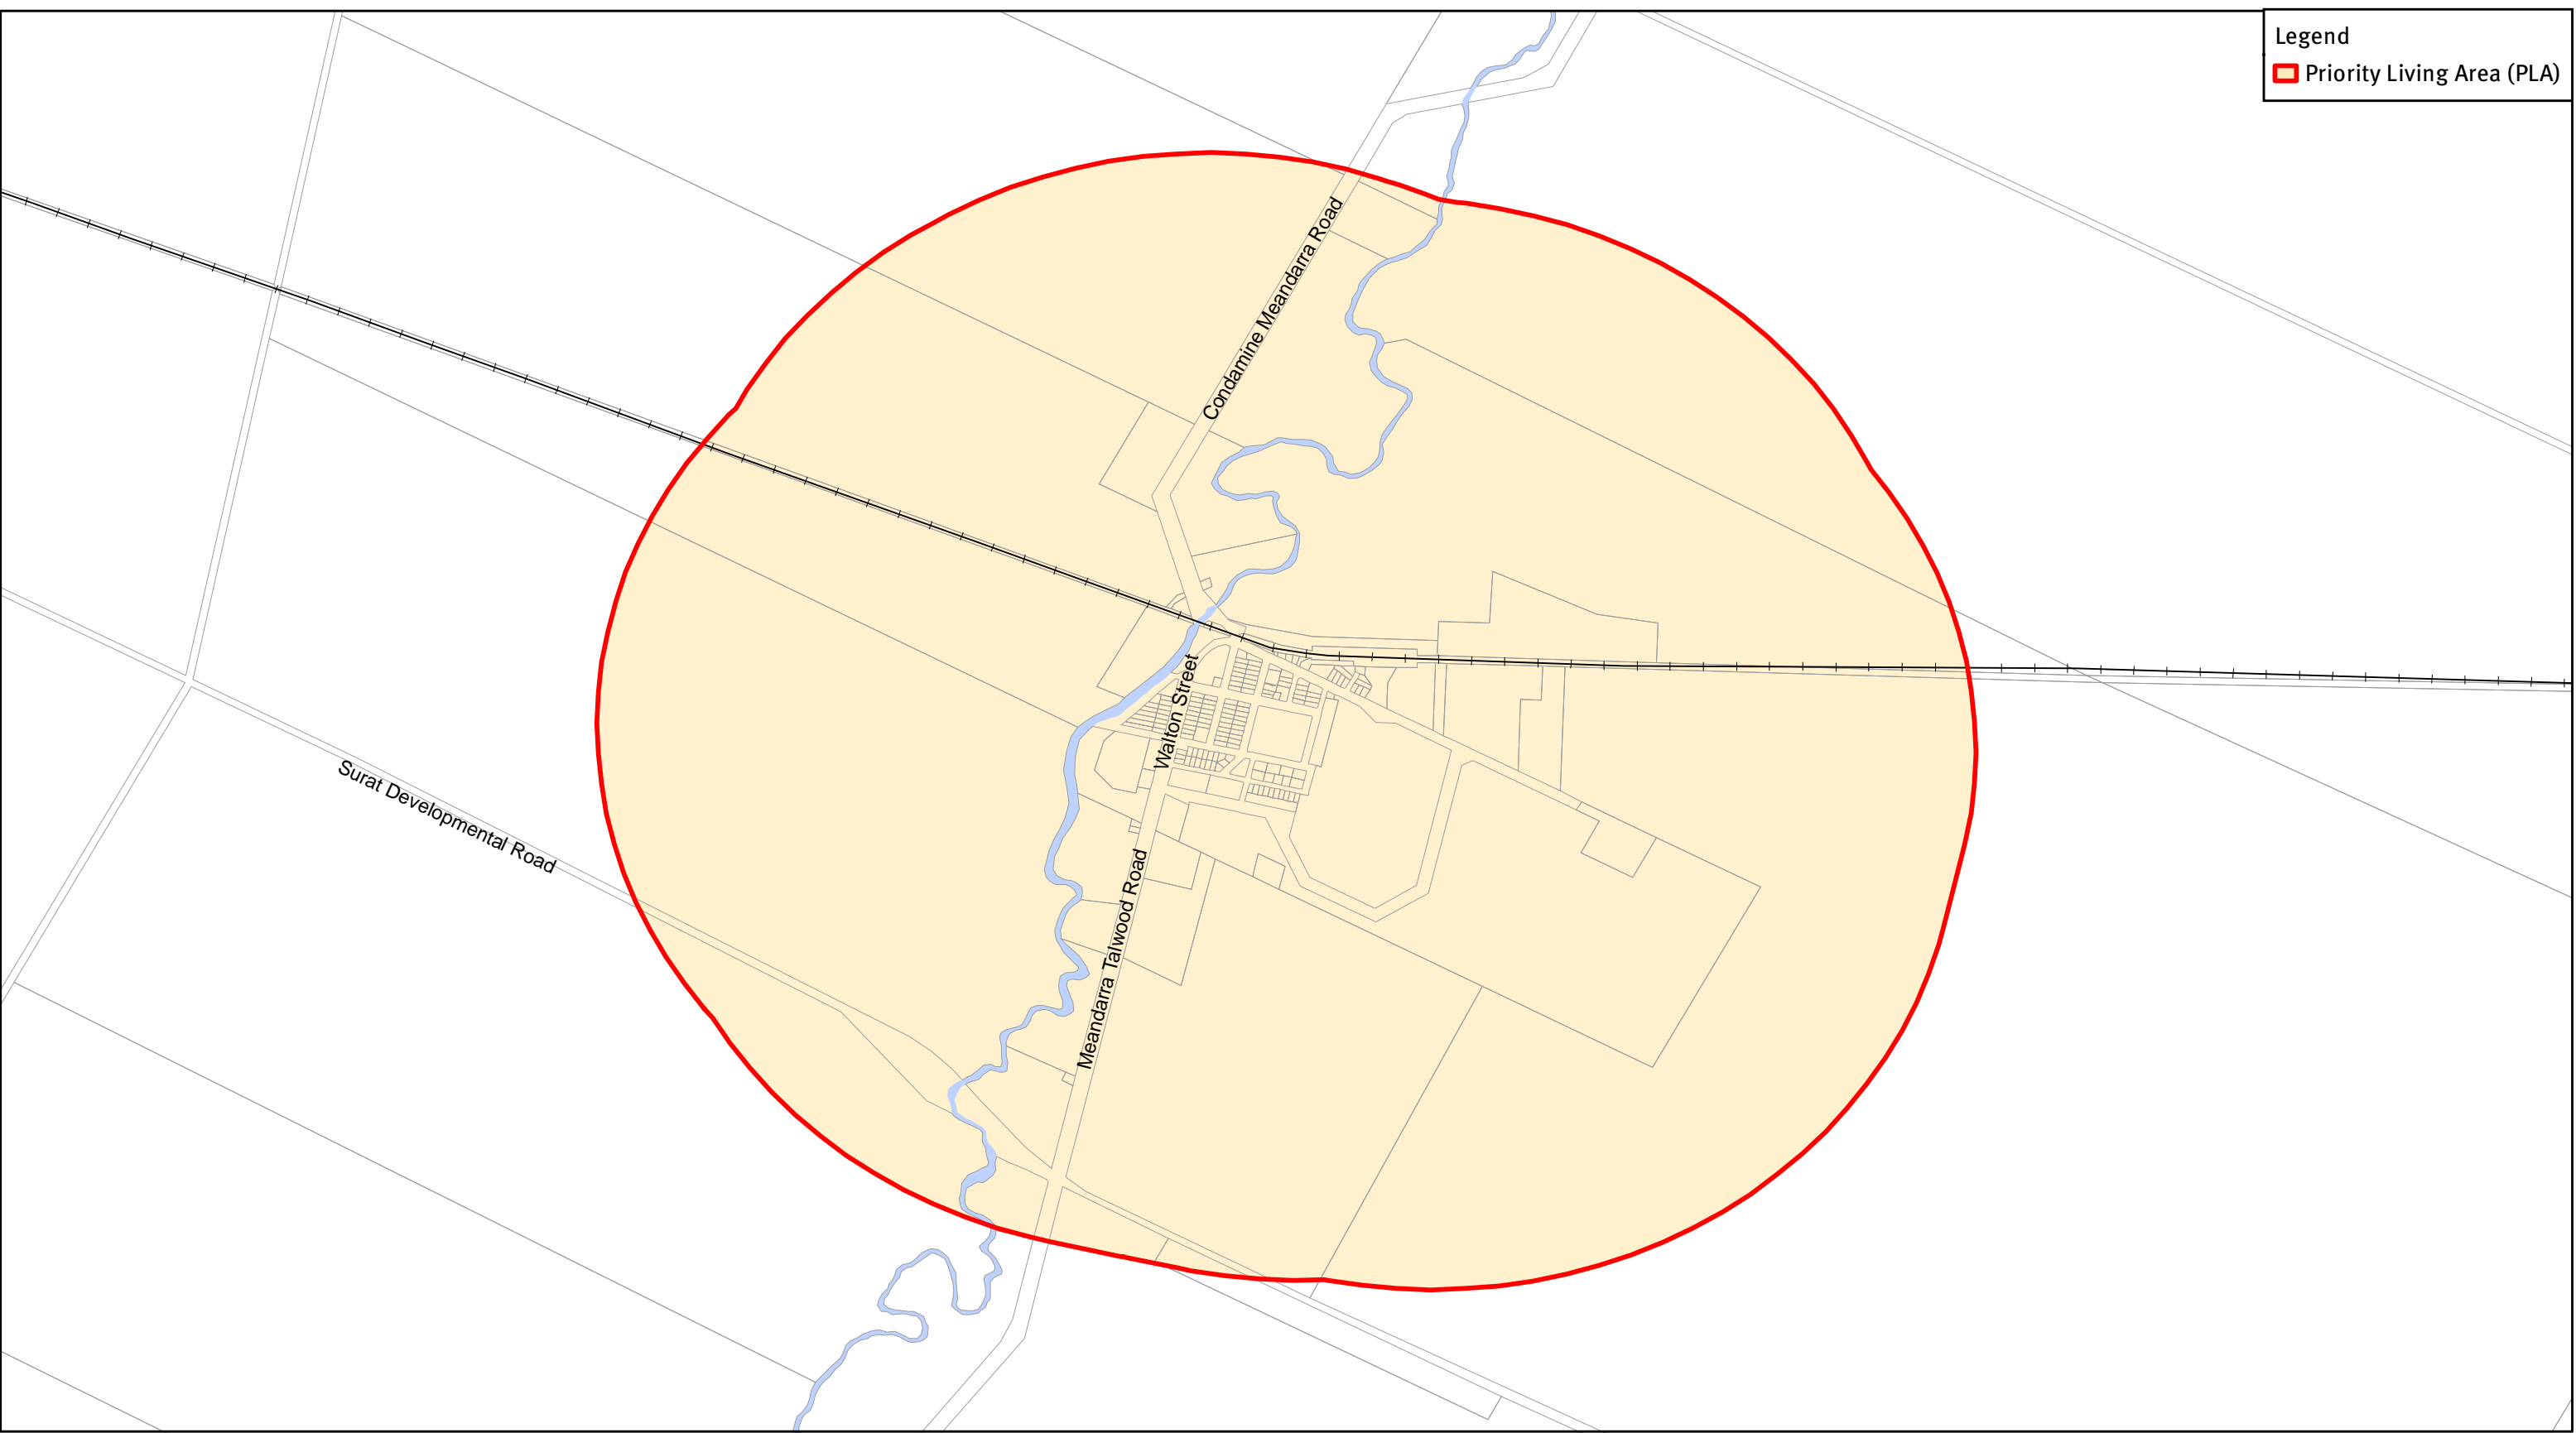 Legend
Priority Living Area (PLA)
Condamine Meandarra Road
Walton Street
Surat Developmental Road
Meandarra Talwood Road